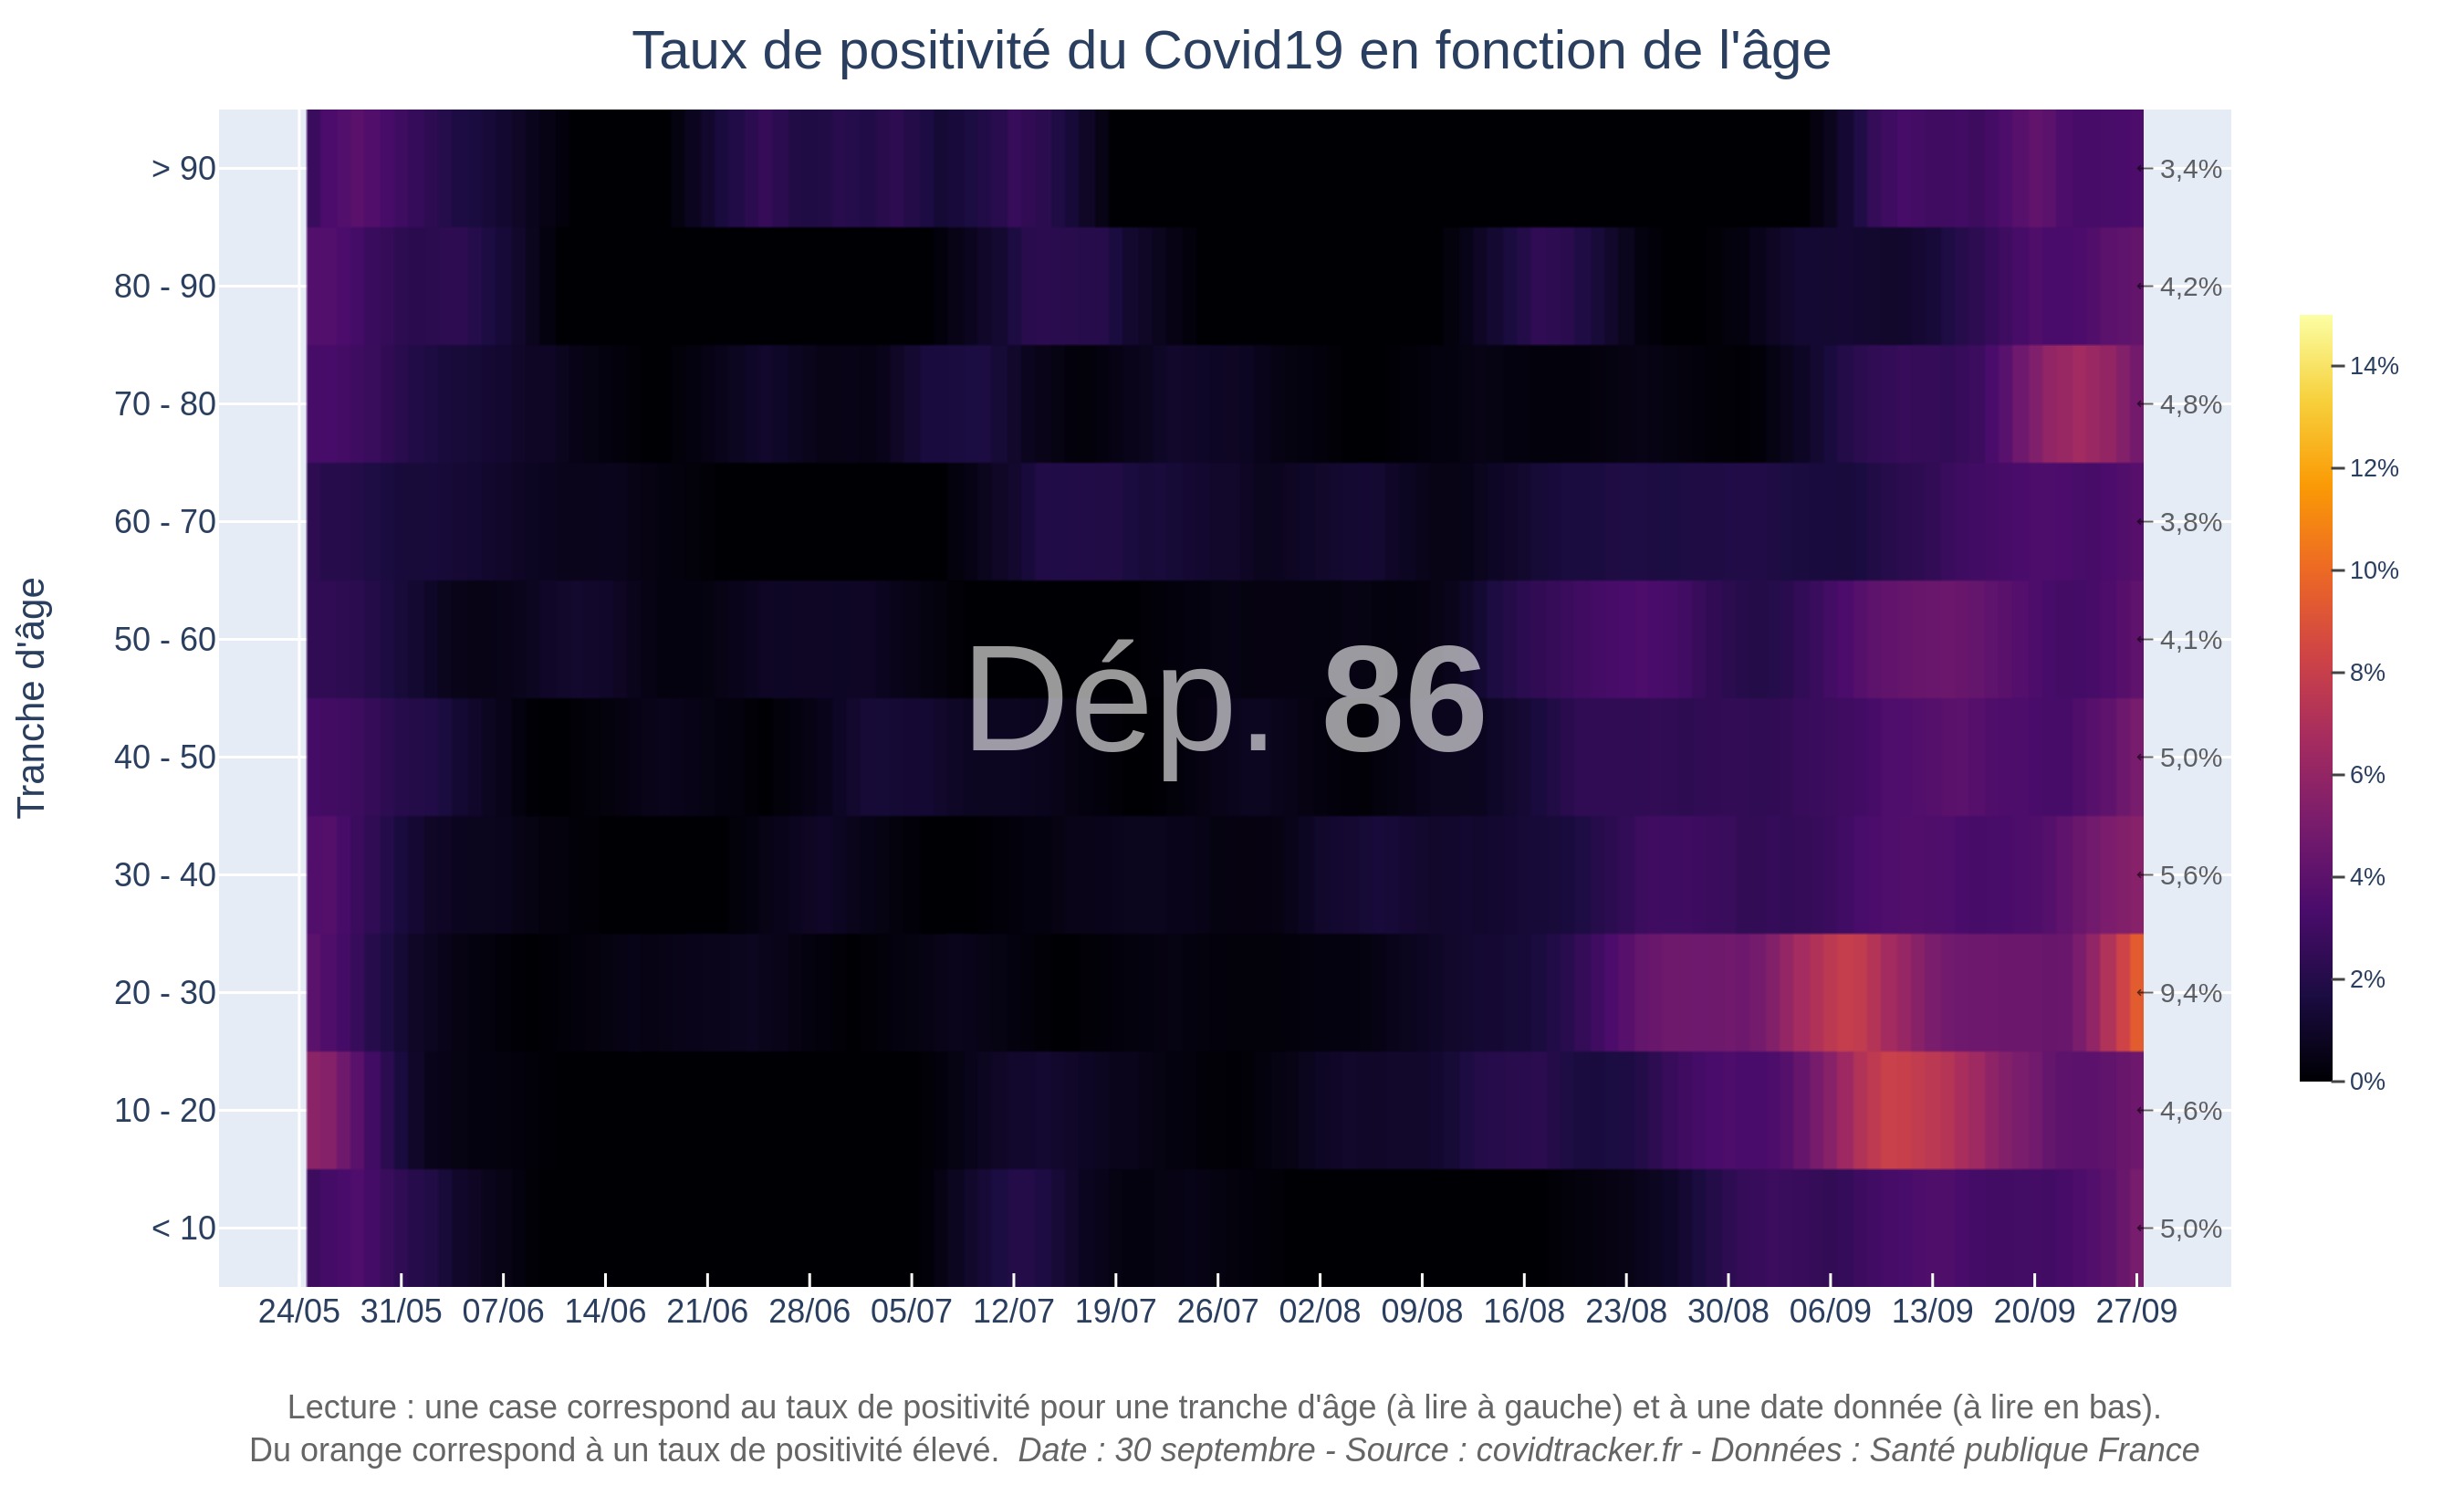 Taux de positivité du Covid19 en fonction de l'âge
Tranche d'âge
> 90
80 - 90
70 - 80
60 - 70
50 - 60
40 - 50
30 - 40
20 - 30
10 - 20
< 10
Dép. 86
3,4%
4,2%
4,8%
3,8%
4,1%
5,0%
5,6%
9,4%
4,6%
5,0%
14%
12%
10%
8%
6%
4%
2%
0%
24/05 31/05 07/06 14/06 21/06 28/06 05/07 12/07 19/07 26/07 02/08 09/08 16/08 23/08 30/08 06/09 13/09 20/09 27/09
Lecture : une case correspond au taux de positivité pour une tranche d'âge (à lire à gauche) et à une date donnée (à lire en bas).
Du orange correspond à un taux de positivité élevé. Date : 30 septembre - Source : covidtracker.fr - Données : Santé publique France